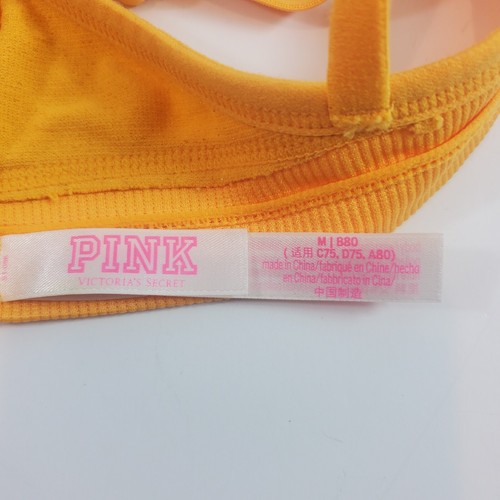 PINK
VICTORIA'S SECRET
M | B80
(适用 C75, D75, A80)
made in China/fabriqué en Chine/hecho
en China/fabbricato in Cina/
中国制造